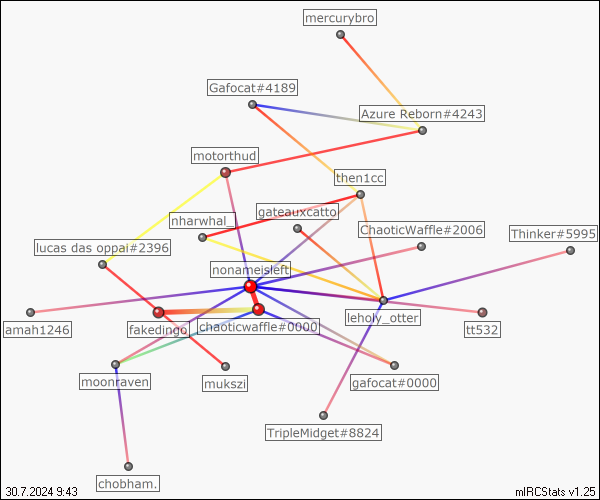 mercurybro
Gafocat#4189
Azure Reborn#4243
motorthud
then1cc
nharwhal_
gateauxcatto
ChaoticWaffle#2006
Thinker#5995
lucas das oppai#2396
nonameisleft
leholy_otter
amah1246
fakedingo
chaoticwaffle#0000
tt532
moonraven
mukszi
gafocat#0000
TripleMidget#8824
chobham.
30.7.2024 9:43
mIRCStats v1.25